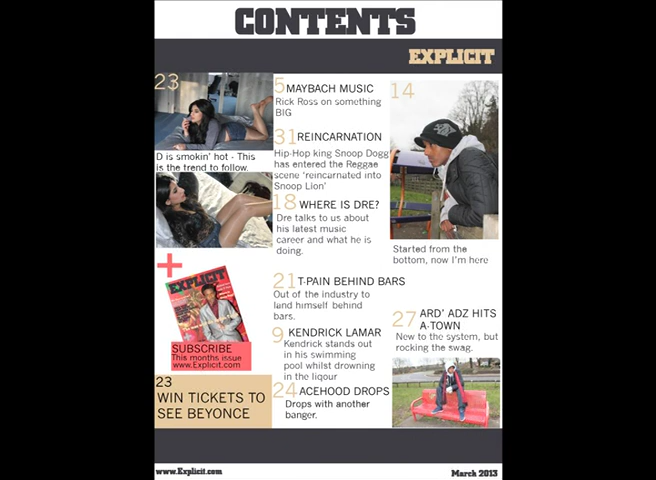 CONTENTS
EXPLICIT
23
D is smokin' hot - This
is the trend to follow.
5 MAYBACH MUSIC
Rick Ross on something
BIG
31 REINCARNATION
Hip-Hop king Snoop Dogg
has entered the Reggae
scene 'reincarnated into
Snoop Lion'
18 WHERE IS DRE?
Dre talks to us about
his latest music
career and what he is
doing.
14
Started from the
bottom, now I'm here
+
EXPLICIT
SUBSCRIBE
This months issue
www.Explicit.com
23
WIN TICKETS TO
SEE BEYONCE
21 T-PAIN BEHIND BARS
Out of the industry to
land himself behind
bars.
9 KENDRICK LAMAR
Kendrick stands out
in his swimming
pool whilst drowning
in the liqour
24 ACEHOOD DROPS
Drops with another
banger.
27 ARD' ADZ HITS
A-TOWN
New to the system, but
rocking the swag.
www.Explicit.com
March 2013